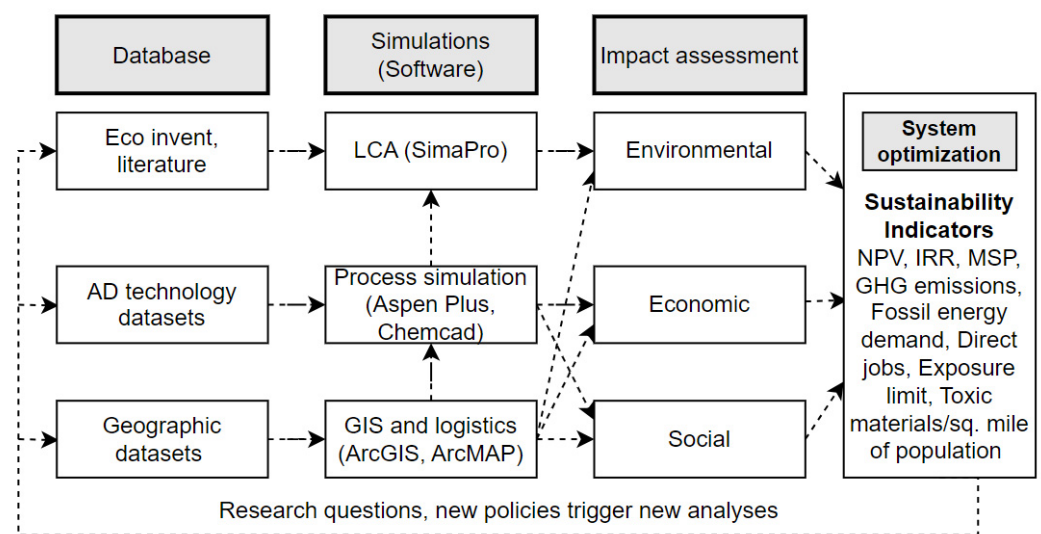 Database
Simulations
(Software)
Impact assessment
Eco invent,
literature
LCA (SimaPro)
Environmental
System
optimization
Sustainability
Indicators
NPV, IRR, MSP,
GHG emissions,
Fossil energy
demand, Direct
jobs, Exposure
limit, Toxic
materials/sq. mile
of population
AD technology
datasets
Process simulation
(Aspen Plus,
Chemcad)
Economic
Geographic
datasets
GIS and logistics
(ArcGIS, ArcMAP)
Social
Research questions, new policies trigger new analyses